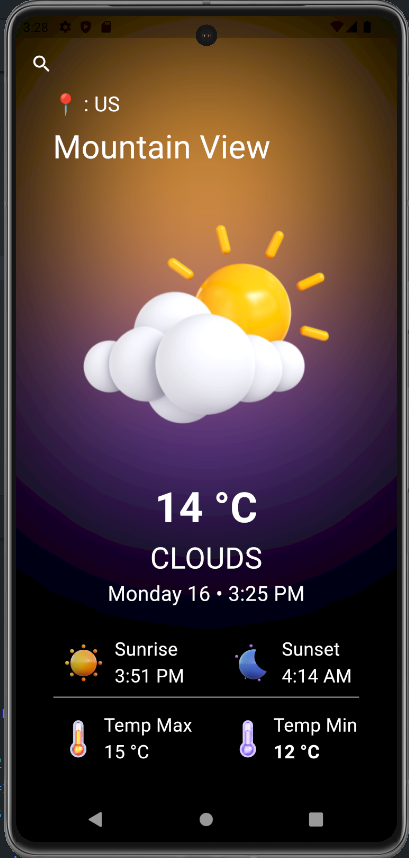 3:28
: US
Mountain View
14 °C
CLOUDS
Monday 16 • 3:25 PM
Sunrise
3:51 PM
Sunset
4:14 AM
Temp Max
15 °C
Temp Min
12 °C